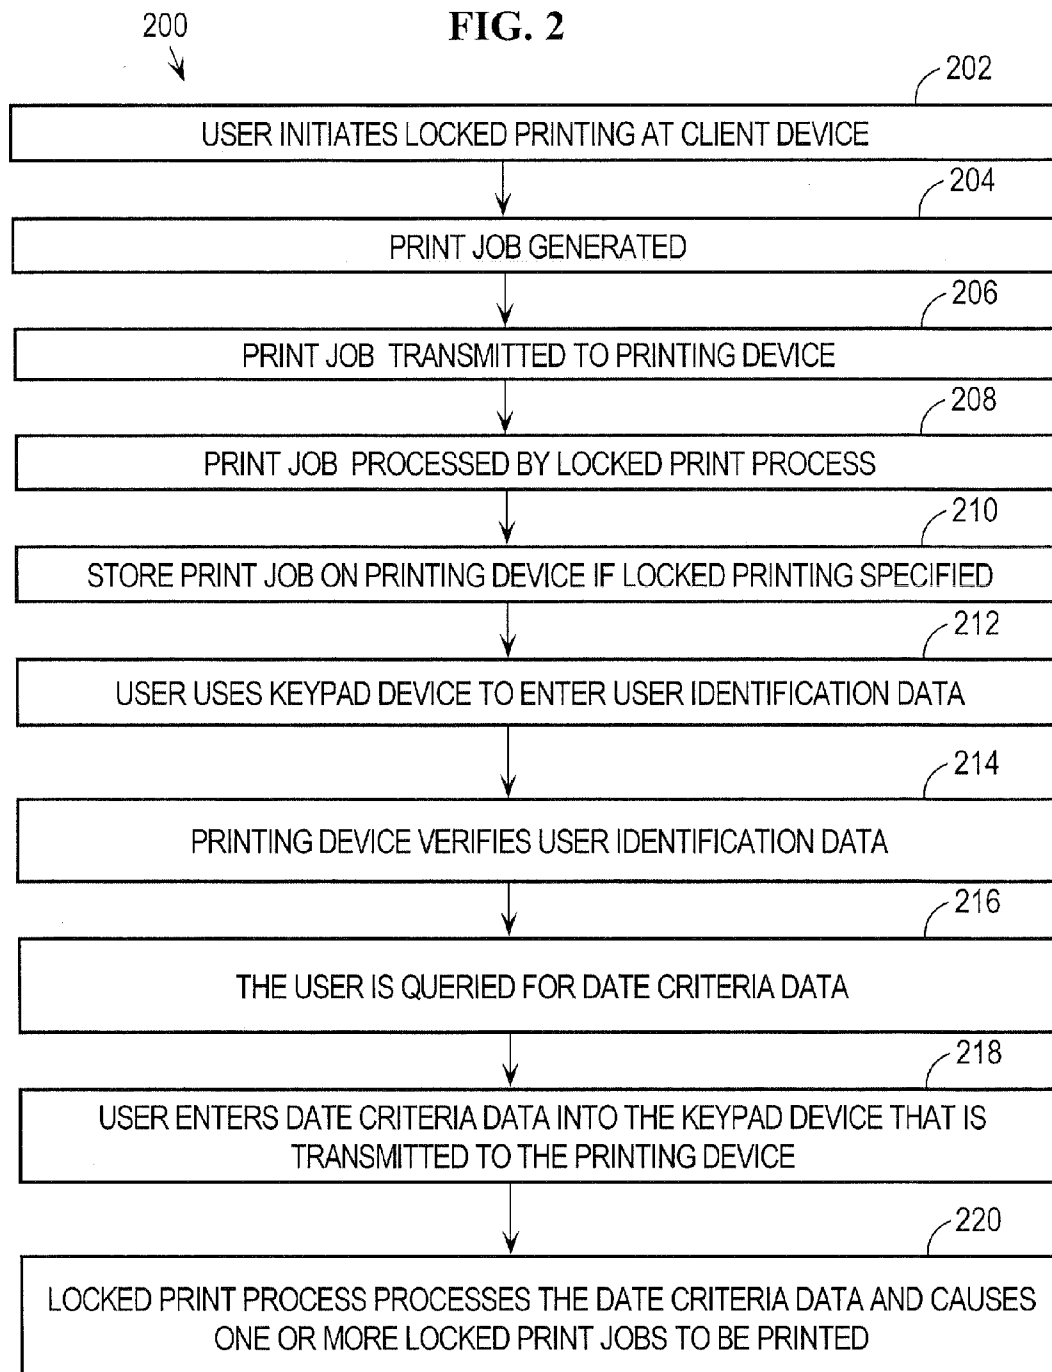 200
FIG. 2
202
USER INITIATES LOCKED PRINTING AT CLIENT DEVICE
204
PRINT JOB GENERATED
206
PRINT JOB TRANSMITTED TO PRINTING DEVICE
208
PRINT JOB PROCESSED BY LOCKED PRINT PROCESS
210
STORE PRINT JOB ON PRINTING DEVICE IF LOCKED PRINTING SPECIFIED
212
USER USES KEYPAD DEVICE TO ENTER USER IDENTIFICATION DATA
214
PRINTING DEVICE VERIFIES USER IDENTIFICATION DATA
216
THE USER IS QUERIED FOR DATE CRITERIA DATA
218
USER ENTERS DATE CRITERIA DATA INTO THE KEYPAD DEVICE THAT IS
TRANSMITTED TO THE PRINTING DEVICE
220
LOCKED PRINT PROCESS PROCESSES THE DATE CRITERIA DATA AND CAUSES
ONE OR MORE LOCKED PRINT JOBS TO BE PRINTED